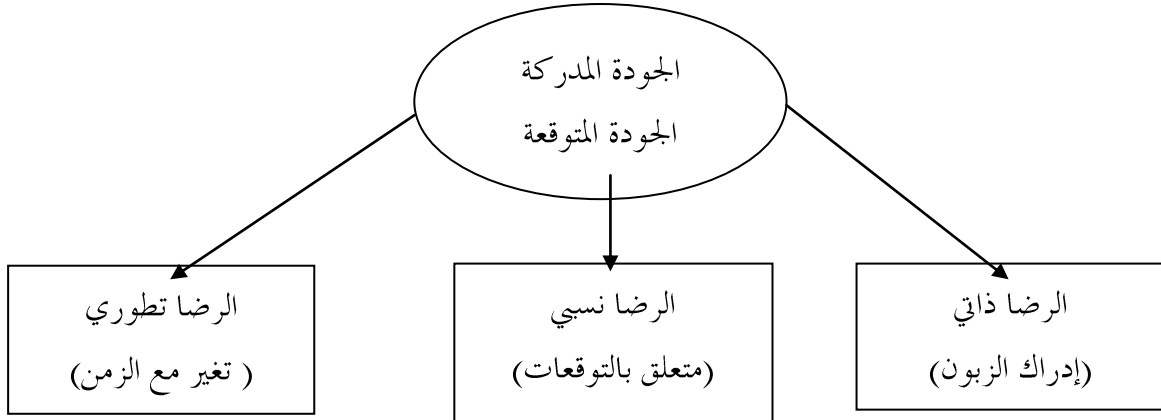 الجودة المدركة
الجودة المتوقعة
الرضا ذاتي
(إدراك الزبون)
الرضا نسبي
(متعلق بالتوقعات)
الرضا تطوري
( تغير مع الزمن)